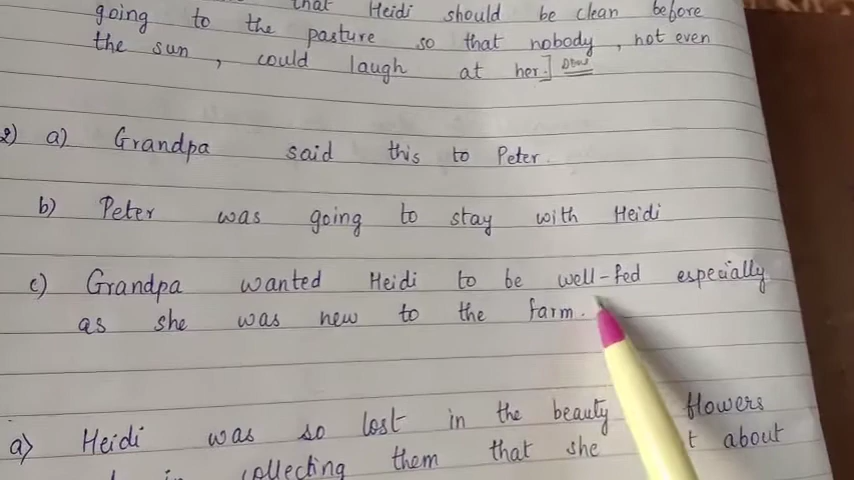 that Heidi should be clean before
going to the pasture so that nobody, not even
the sun, could laugh at her.]
2) a) Grandpa said this to Peter.
b) Peter was going to stay with Heidi
c) Grandpa wanted Heidi to be well-fed especially
as she was new to the farm.
a) Heidi was so lost in the beauty flowers
collecting them that she about